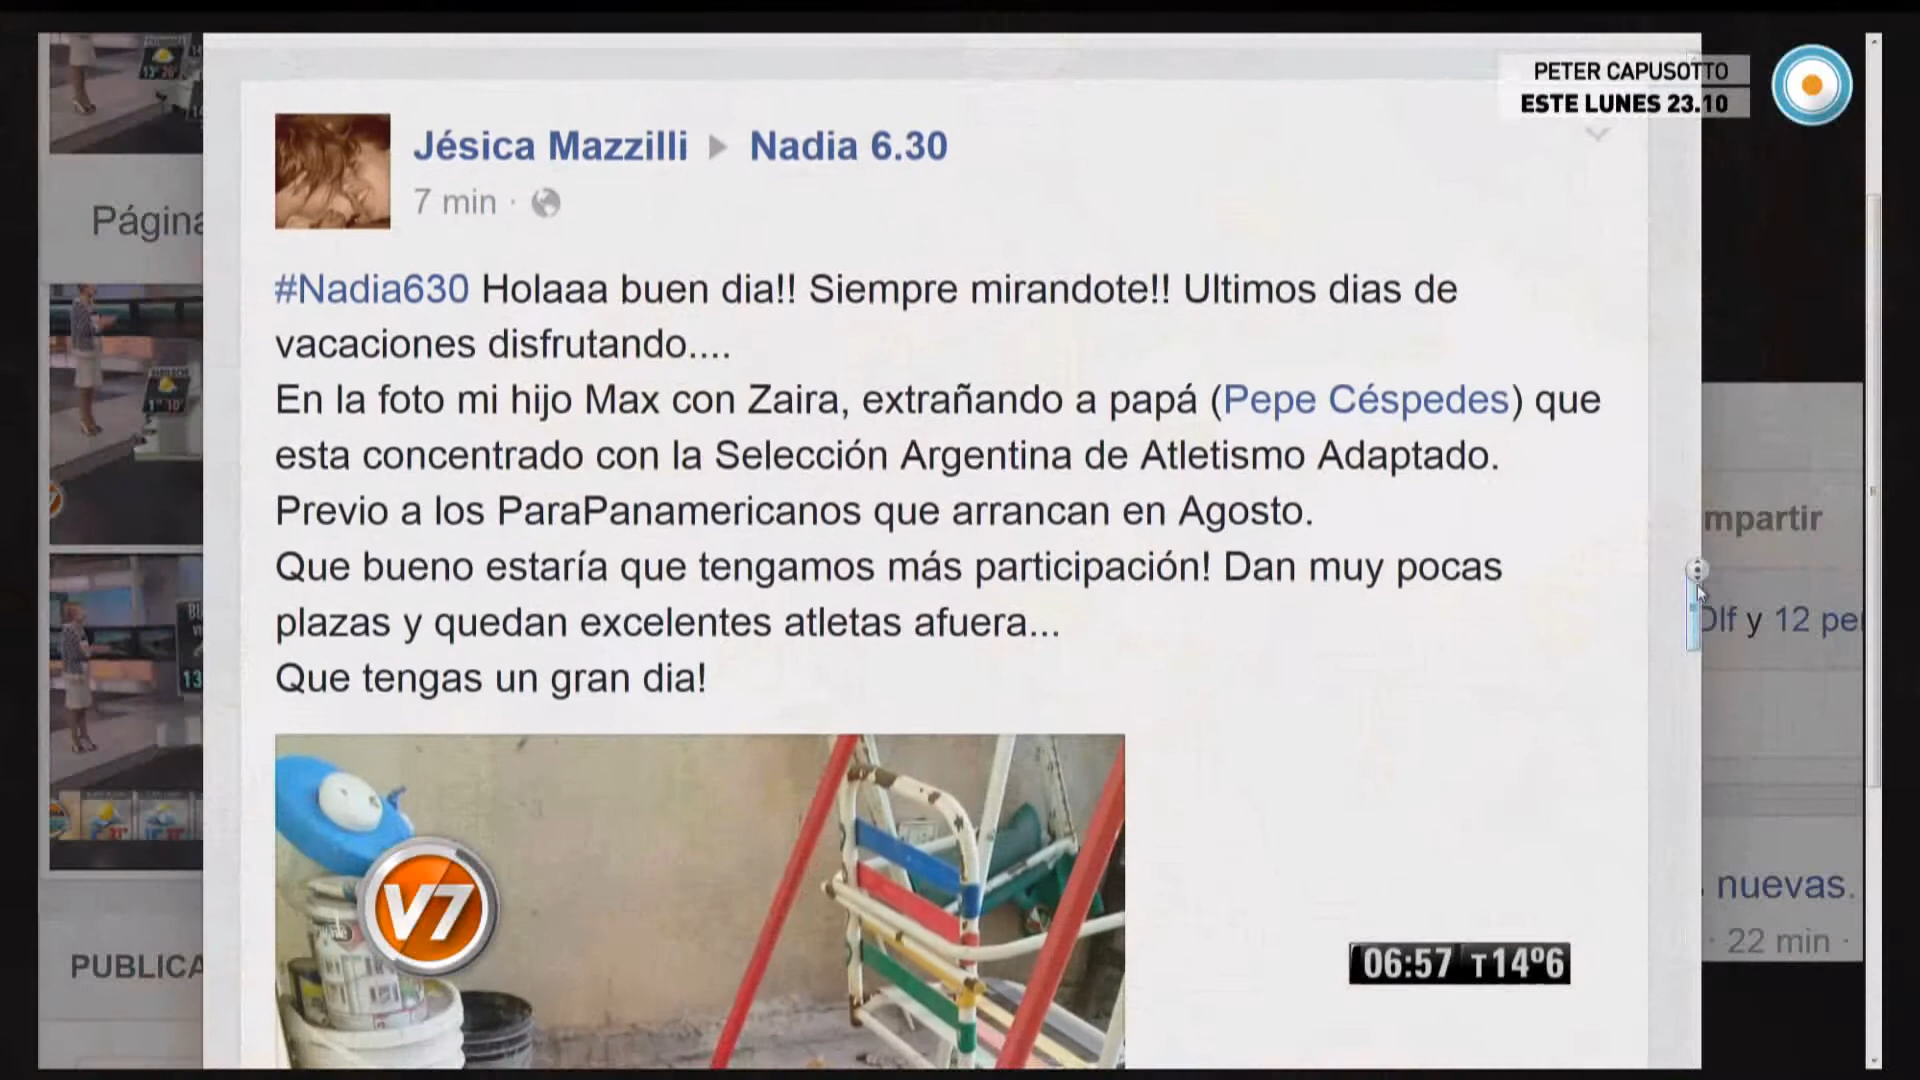 PETER CAPUSOTTO
ESTE LUNES 23.10
Jésica Mazzilli ▶ Nadia 6.30
7 min ·
#Nadia630 Holaaa buen dia!! Siempre mirandote!! Ultimos dias de
vacaciones disfrutando....
En la foto mi hijo Max con Zaira, extrañando a papá (Pepe Céspedes) que
esta concentrado con la Selección Argentina de Atletismo Adaptado.
Previo a los ParaPanamericanos que arrancan en Agosto.
Que bueno estaría que tengamos más participación! Dan muy pocas
plazas y quedan excelentes atletas afuera...
Que tengas un gran dia!
Página
mpartir
Olf y 12 pe
nuevas.
· 22 min ·
PUBLICA
V7
06:57 T14º6